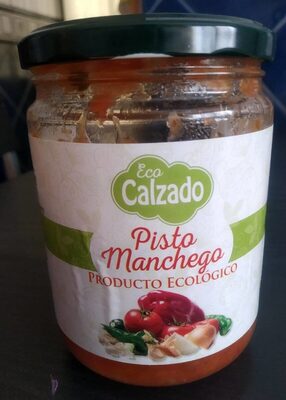 Eco
Calzado
Pisto
Manchego
PRODUCTO ECOLÓGICO